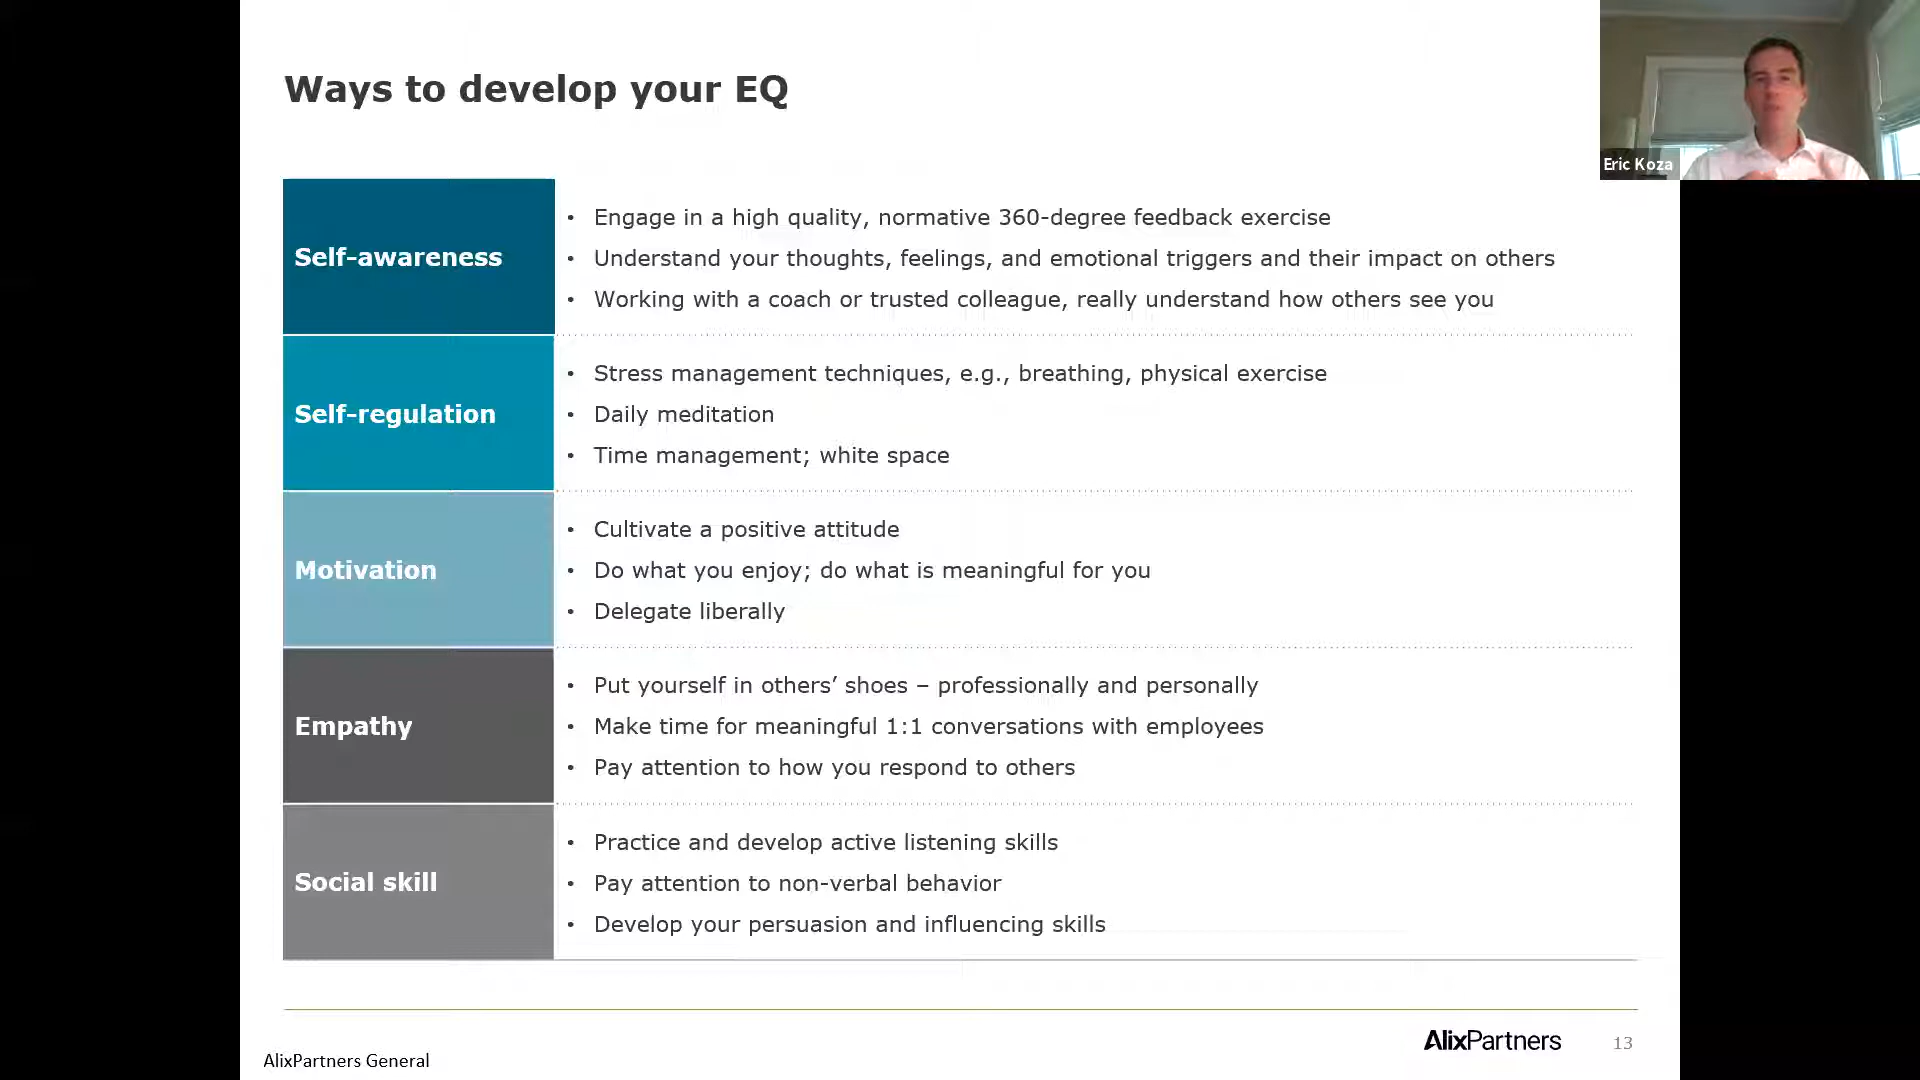 Ways to develop your EQ
Eric Koza
Self-awareness
• Engage in a high quality, normative 360-degree feedback exercise
• Understand your thoughts, feelings, and emotional triggers and their impact on others
• Working with a coach or trusted colleague, really understand how others see you
Self-regulation
• Stress management techniques, e.g., breathing, physical exercise
• Daily meditation
• Time management; white space
Motivation
• Cultivate a positive attitude
• Do what you enjoy; do what is meaningful for you
• Delegate liberally
Empathy
• Put yourself in others’ shoes – professionally and personally
• Make time for meaningful 1:1 conversations with employees
• Pay attention to how you respond to others
Social skill
• Practice and develop active listening skills
• Pay attention to non-verbal behavior
• Develop your persuasion and influencing skills
AlixPartners
13
AlixPartners General